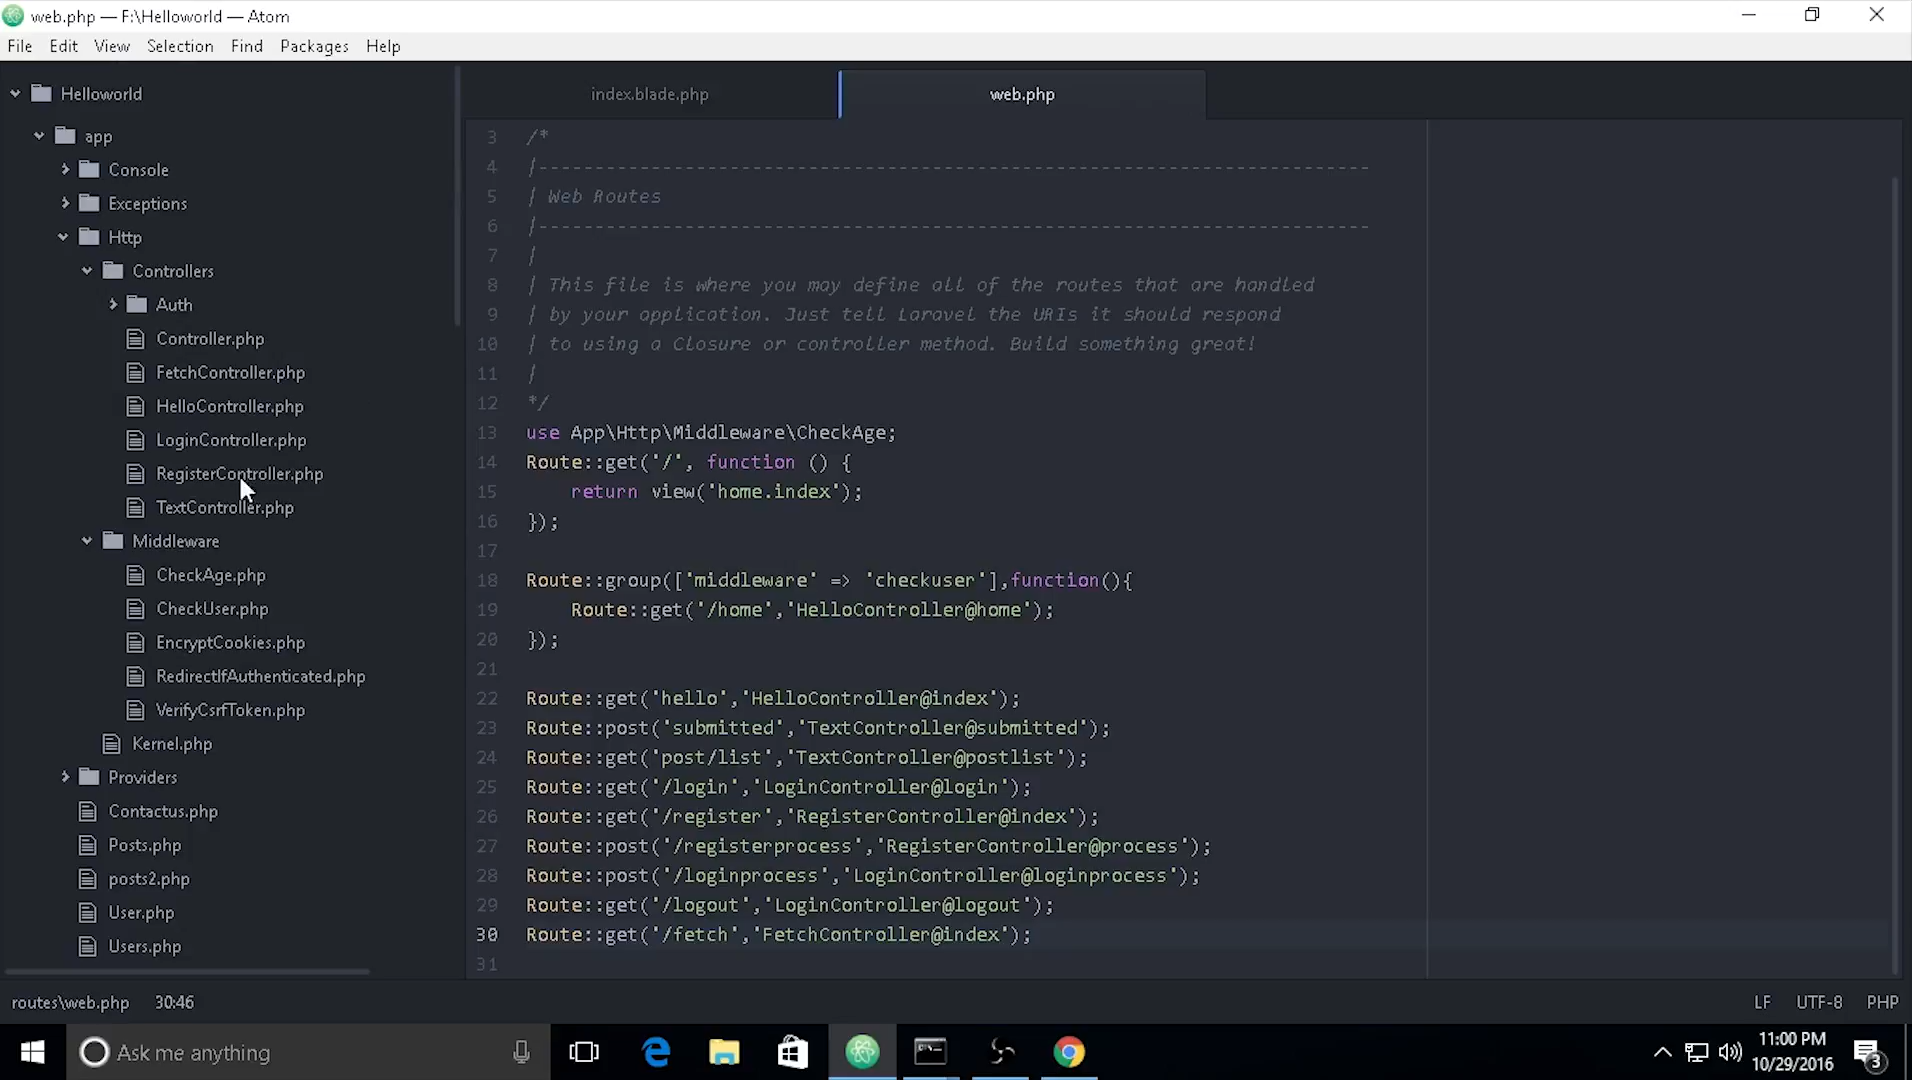 web.php — F:\Helloworld — Atom
File Edit View Selection Find Packages Help
Helloworld
app
Console
Exceptions
Http
Controllers
Auth
Controller.php
FetchController.php
HelloController.php
LoginController.php
RegisterController.php
TextController.php
Middleware
CheckAge.php
CheckUser.php
EncryptCookies.php
RedirectIfAuthenticated.php
VerifyCsrfToken.php
Kernel.php
Providers
Contactus.php
Posts.php
posts2.php
User.php
Users.php
index.blade.php web.php
3 /*
4 |--------------------------------------------------------------------------
5 | Web Routes
6 |--------------------------------------------------------------------------
7 |
8 | This file is where you may define all of the routes that are handled
9 | by your application. Just tell Laravel the URIs it should respond
10 | to using a Closure or controller method. Build something great!
11 |
12 */
13 use App\Http\Middleware\CheckAge;
14 Route::get('/', function () {
15     return view('home.index');
16 });
17
18 Route::group(['middleware' => 'checkuser'],function(){
19     Route::get('/home','HelloController@home');
20 });
21
22 Route::get('hello','HelloController@index');
23 Route::post('submitted','TextController@submitted');
24 Route::get('post/list','TextController@postlist');
25 Route::get('/login','LoginController@login');
26 Route::get('/register','RegisterController@index');
27 Route::post('/registerprocess','RegisterController@process');
28 Route::post('/loginprocess','LoginController@loginprocess');
29 Route::get('/logout','LoginController@logout');
30 Route::get('/fetch','FetchController@index');
31
routes\web.php 30:46 LF UTF-8 PHP
Ask me anything
11:00 PM
10/29/2016
3